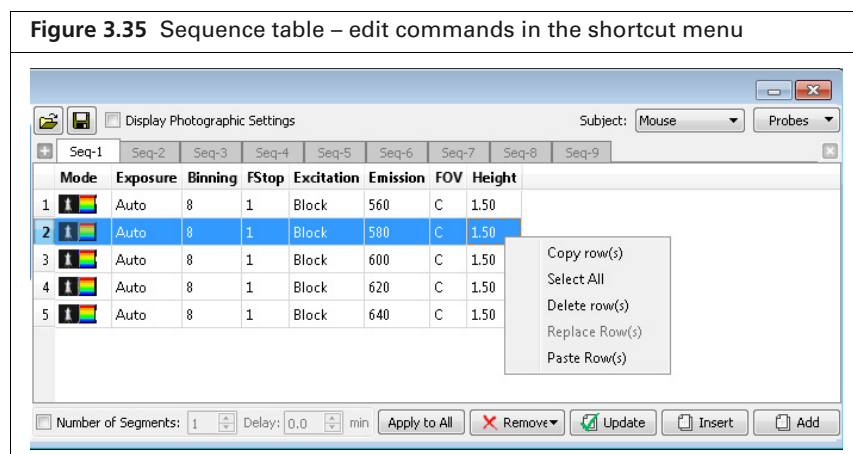 Figure 3.35 Sequence table – edit commands in the shortcut menu
Display Photographic Settings Subject: Mouse Probes
Seq-1 Seq-2 Seq-3 Seq-4 Seq-5 Seq-6 Seq-7 Seq-8 Seq-9
Mode Exposure Binning FStop Excitation Emission FOV Height
1 Auto 8 1 Block 560 C 1.50
2 Auto 8 1 Block 580 C 1.50
3 Auto 8 1 Block 600 C 1.50
4 Auto 8 1 Block 620 C 1.50
5 Auto 8 1 Block 640 C 1.50
Copy row(s)
Select All
Delete row(s)
Replace Row(s)
Paste Row(s)
Number of Segments: 1 Delay: 0.0 min Apply to All Remove Update Insert Add